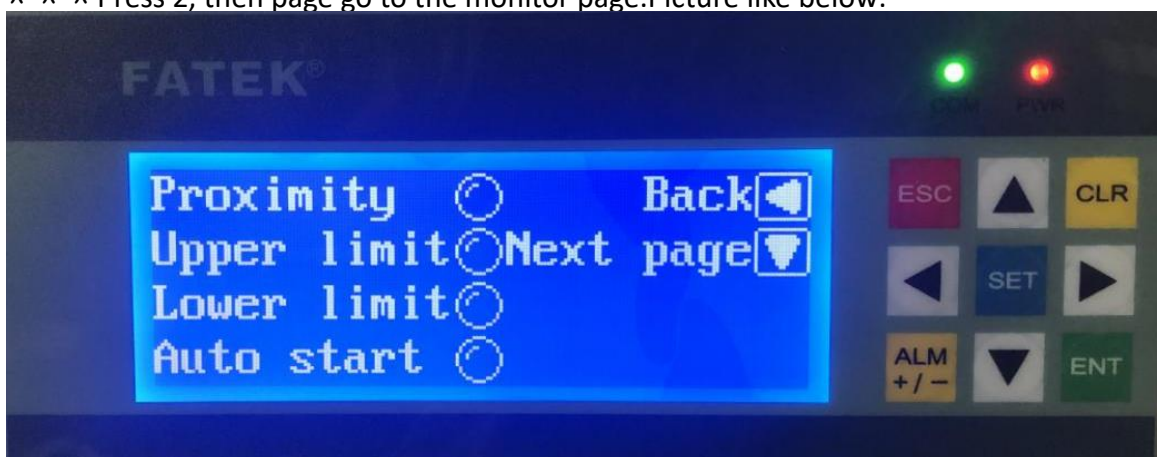 Press 2, then page go to the monitor page.Picture like below:
FATEK®
COM PWR
Proximity Back
Upper limit Next page
Lower limit
Auto start
ESC CLR
SET
ALM
+/-
ENT